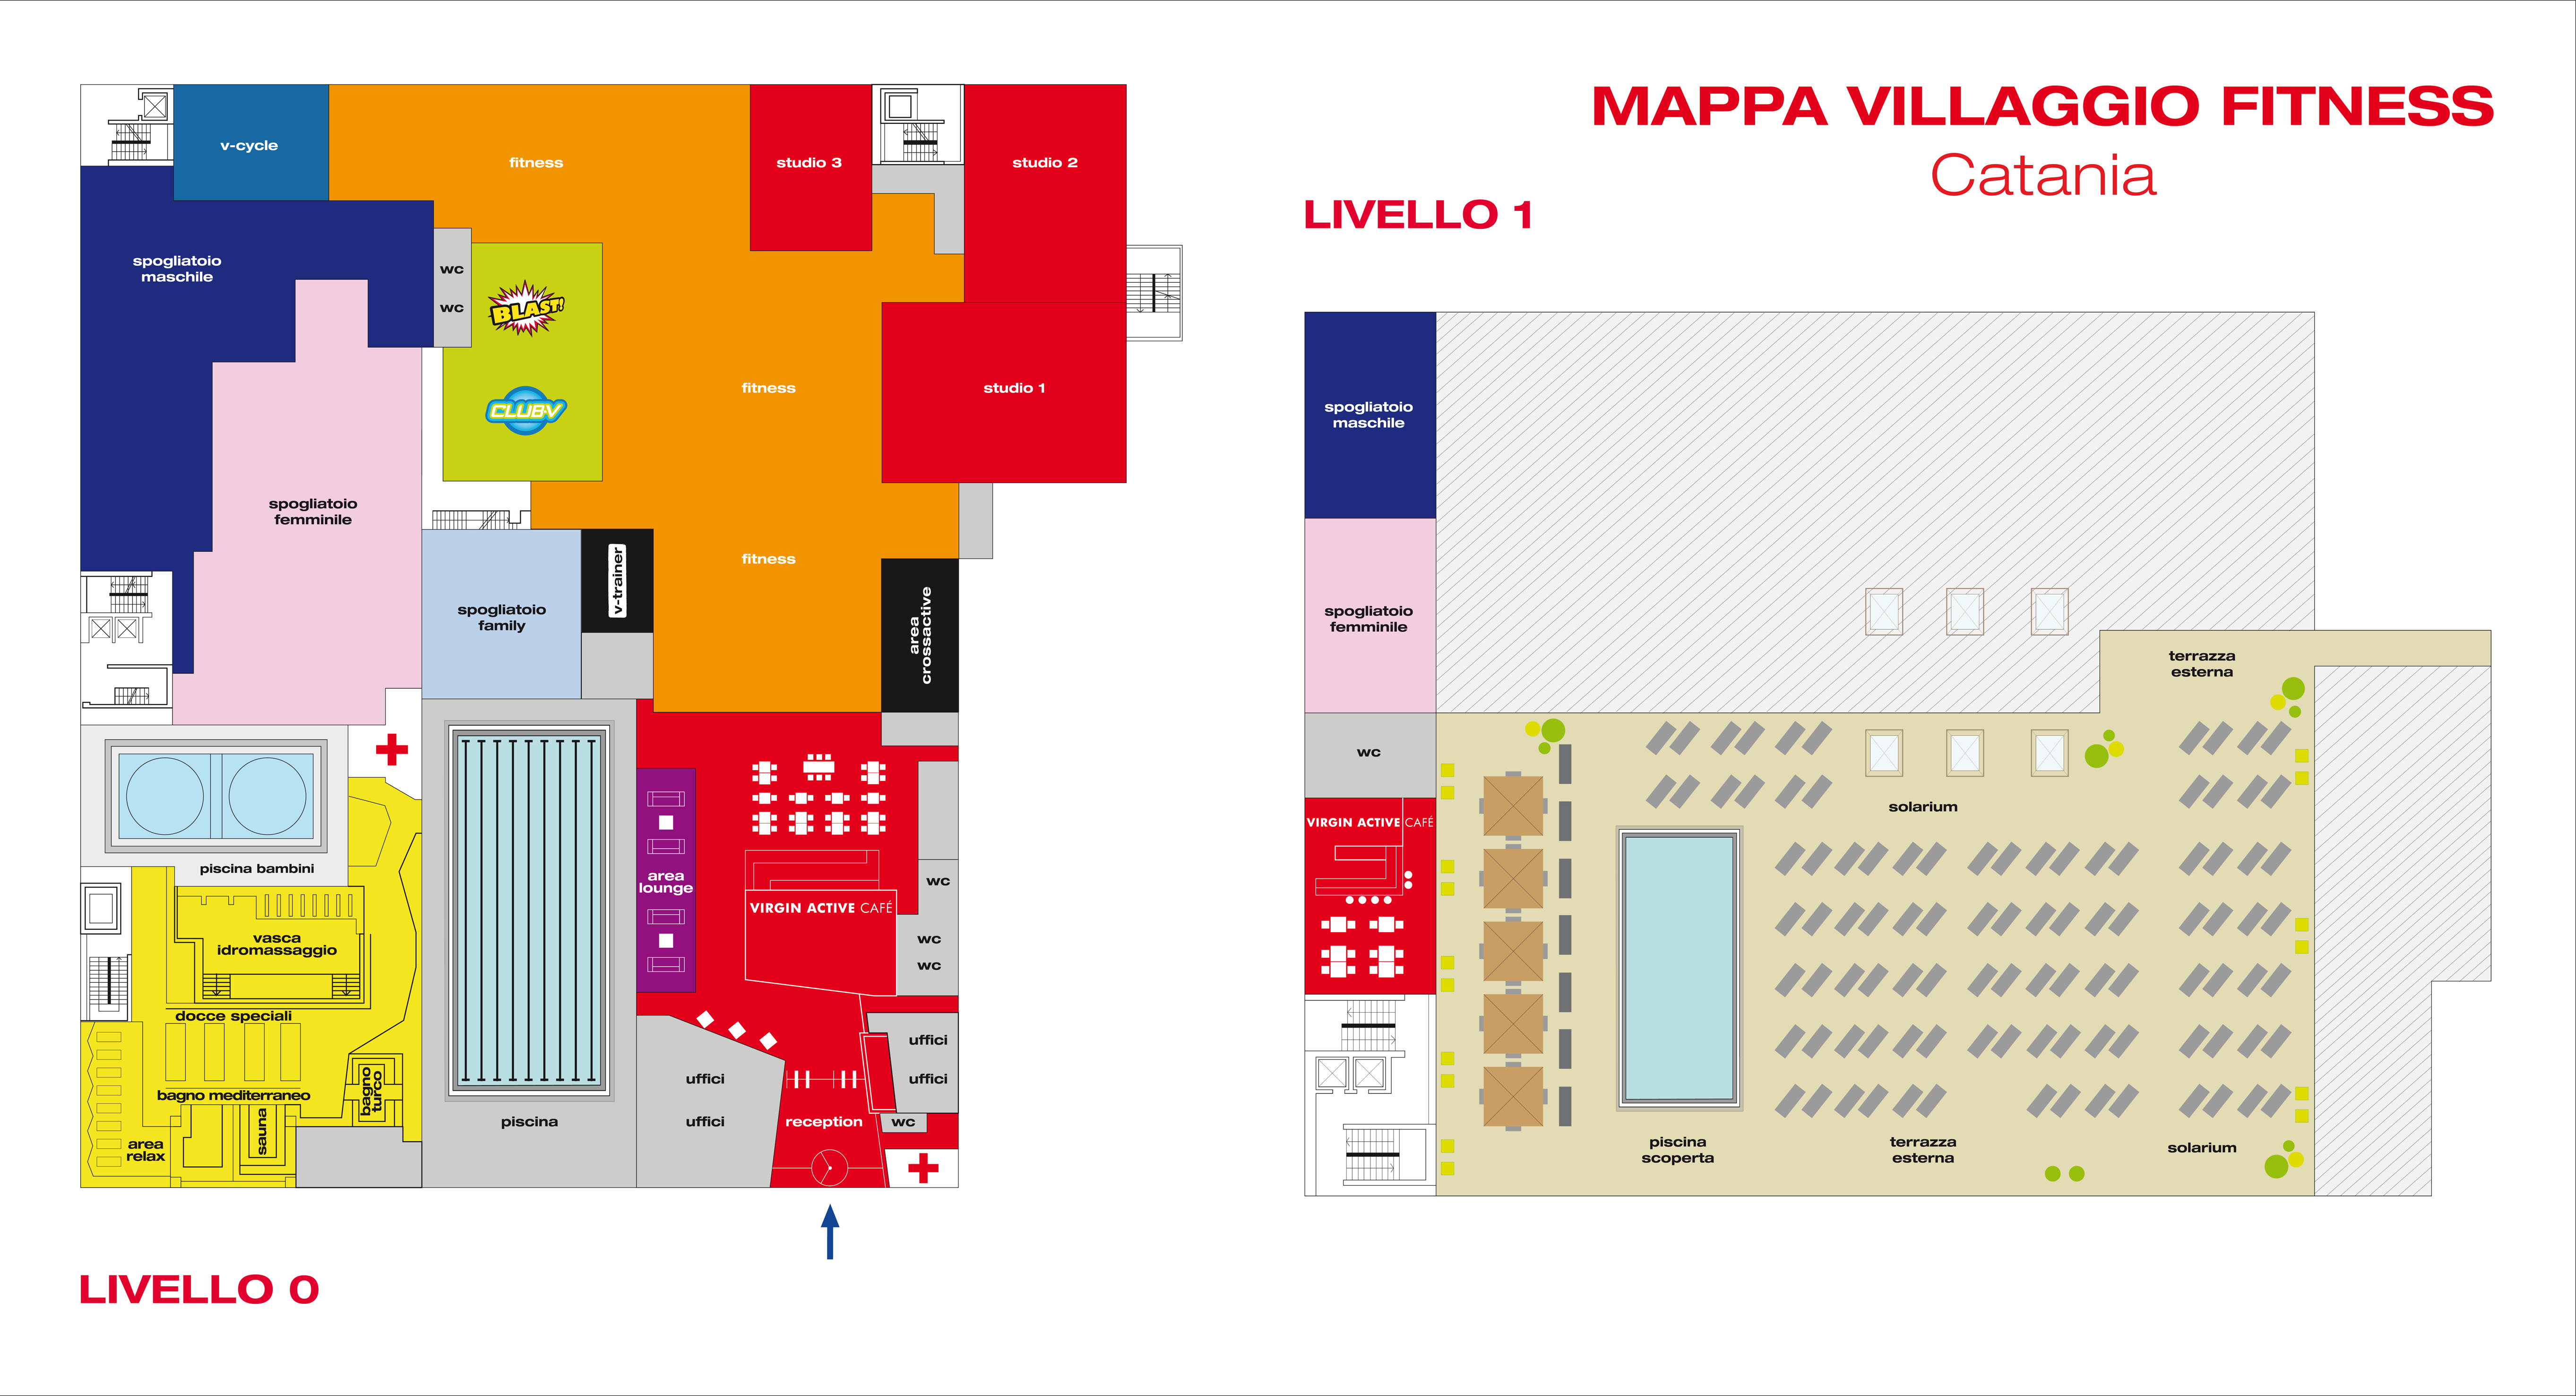 MAPPA VILLAGGIO FITNESS
Catania
LIVELLO 1
v-cycle
fitness
studio 3
studio 2
spogliatoio
maschile
wc
wc
BLAST!
CLUB-V
fitness
studio 1
spogliatoio
femminile
fitness
v-trainer
spogliatoio
family
area
crossactive
piscina bambini
area
lounge
wc
VIRGIN ACTIVE CAFÉ
vasca
idromassaggio
wc
wc
docce speciali
uffici
uffici
uffici
bagno mediterraneo
bagno
turco
sauna
piscina
uffici
reception
wc
area
relax
LIVELLO 0
spogliatoio
maschile
spogliatoio
femminile
terrazza
esterna
wc
solarium
VIRGIN ACTIVE CAFÉ
piscina
scoperta
terrazza
esterna
solarium